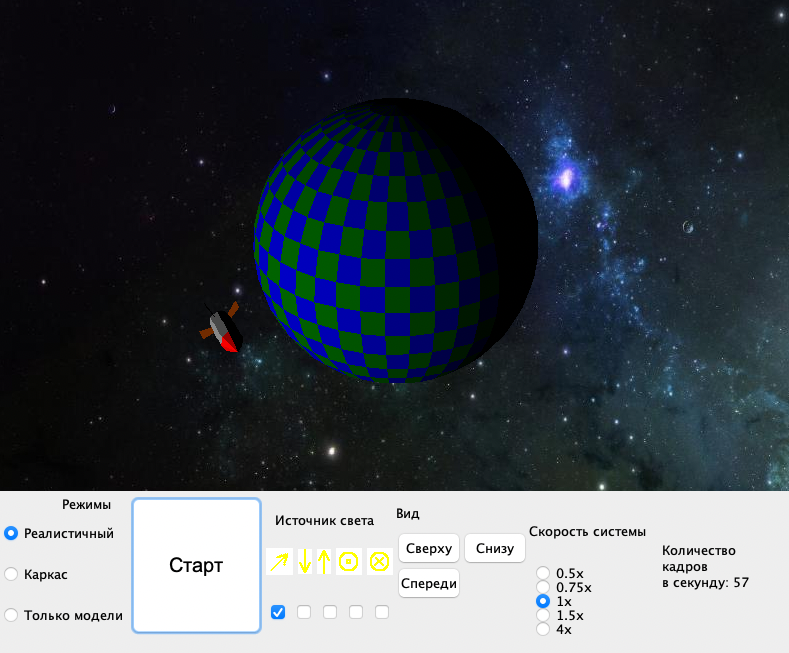 Режимы
Реалистичный
Каркас
Только модели
Старт
Источник света
Вид
Сверху
Снизу
Спереди
Скорость системы
0.5x
0.75x
1x
1.5x
4x
Количество
кадров
в секунду: 57